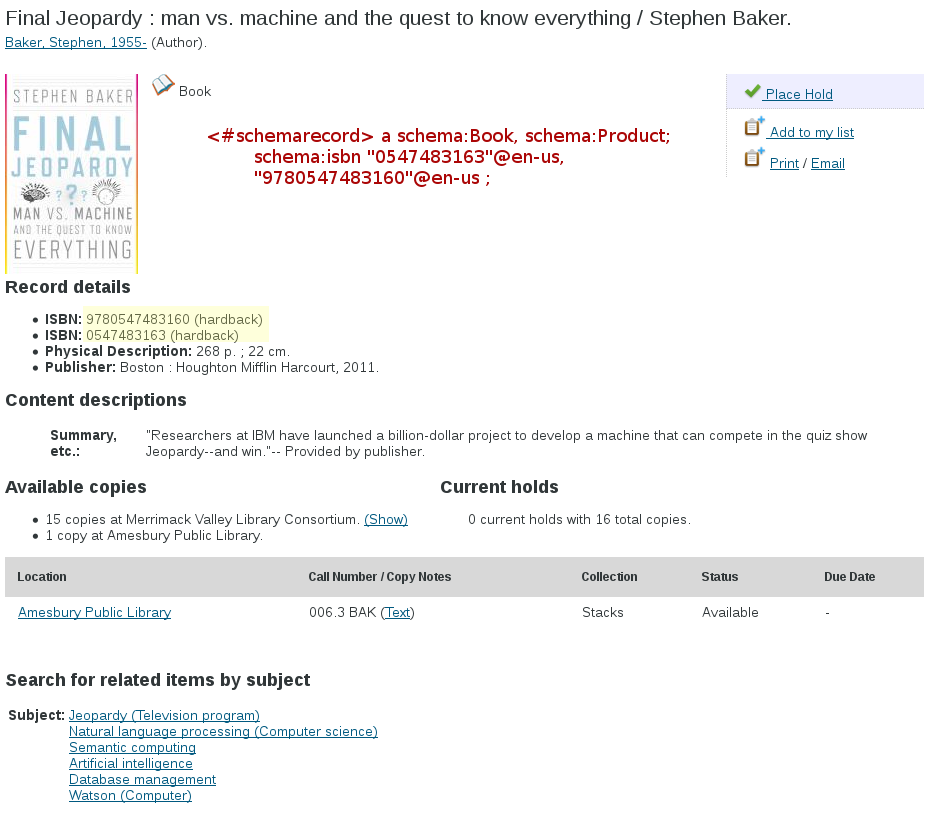 Final Jeopardy : man vs. machine and the quest to know everything / Stephen Baker.
Baker, Stephen, 1955- (Author).
STEPHEN BAKER
FINAL
JEOPARDY
?
?
?
MAN VS. MACHINE
AND THE QUEST TO KNOW
EVERYTHING
Book
<#schemarecord> a schema:Book, schema:Product;
schema:isbn "0547483163"@en-us,
"9780547483160"@en-us ;
Place Hold
Add to my list
Print / Email
Record details
• ISBN: 9780547483160 (hardback)
• ISBN: 0547483163 (hardback)
• Physical Description: 268 p. ; 22 cm.
• Publisher: Boston : Houghton Mifflin Harcourt, 2011.
Content descriptions
Summary, etc.: "Researchers at IBM have launched a billion-dollar project to develop a machine that can compete in the quiz show
Jeopardy--and win."-- Provided by publisher.
Available copies
• 15 copies at Merrimack Valley Library Consortium. (Show)
• 1 copy at Amesbury Public Library.
Current holds
0 current holds with 16 total copies.
Location Call Number / Copy Notes Collection Status Due Date
Amesbury Public Library 006.3 BAK (Text) Stacks Available -
Search for related items by subject
Subject: Jeopardy (Television program)
Natural language processing (Computer science)
Semantic computing
Artificial intelligence
Database management
Watson (Computer)